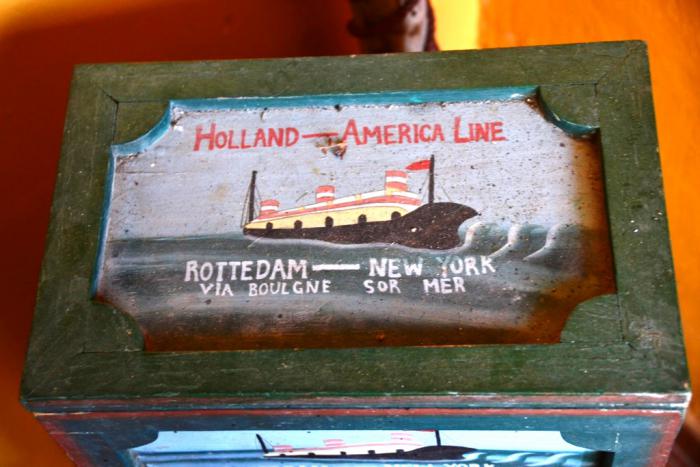 HOLLAND — AMERICA LINE
ROTTEDAM — NEW YORK
VIA BOULGNE SOR MER